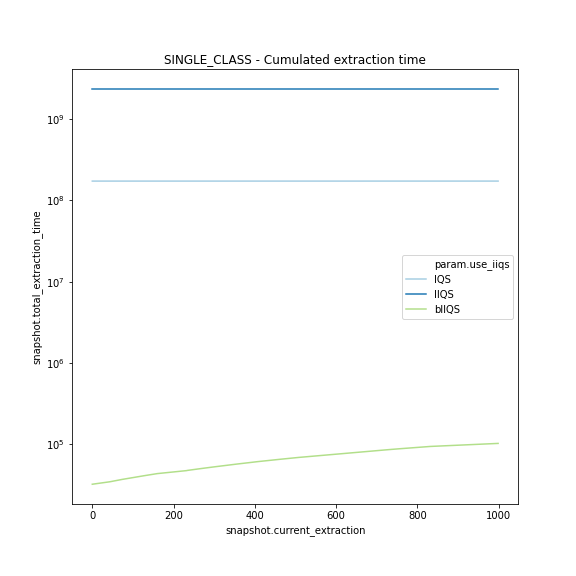 SINGLE_CLASS - Cumulated extraction time
snapshot.total_extraction_time
10⁹
10⁸
10⁷
10⁶
10⁵
param.use_iiqs
IQS
IIQS
bIIQS
0 200 400 600 800 1000
snapshot.current_extraction